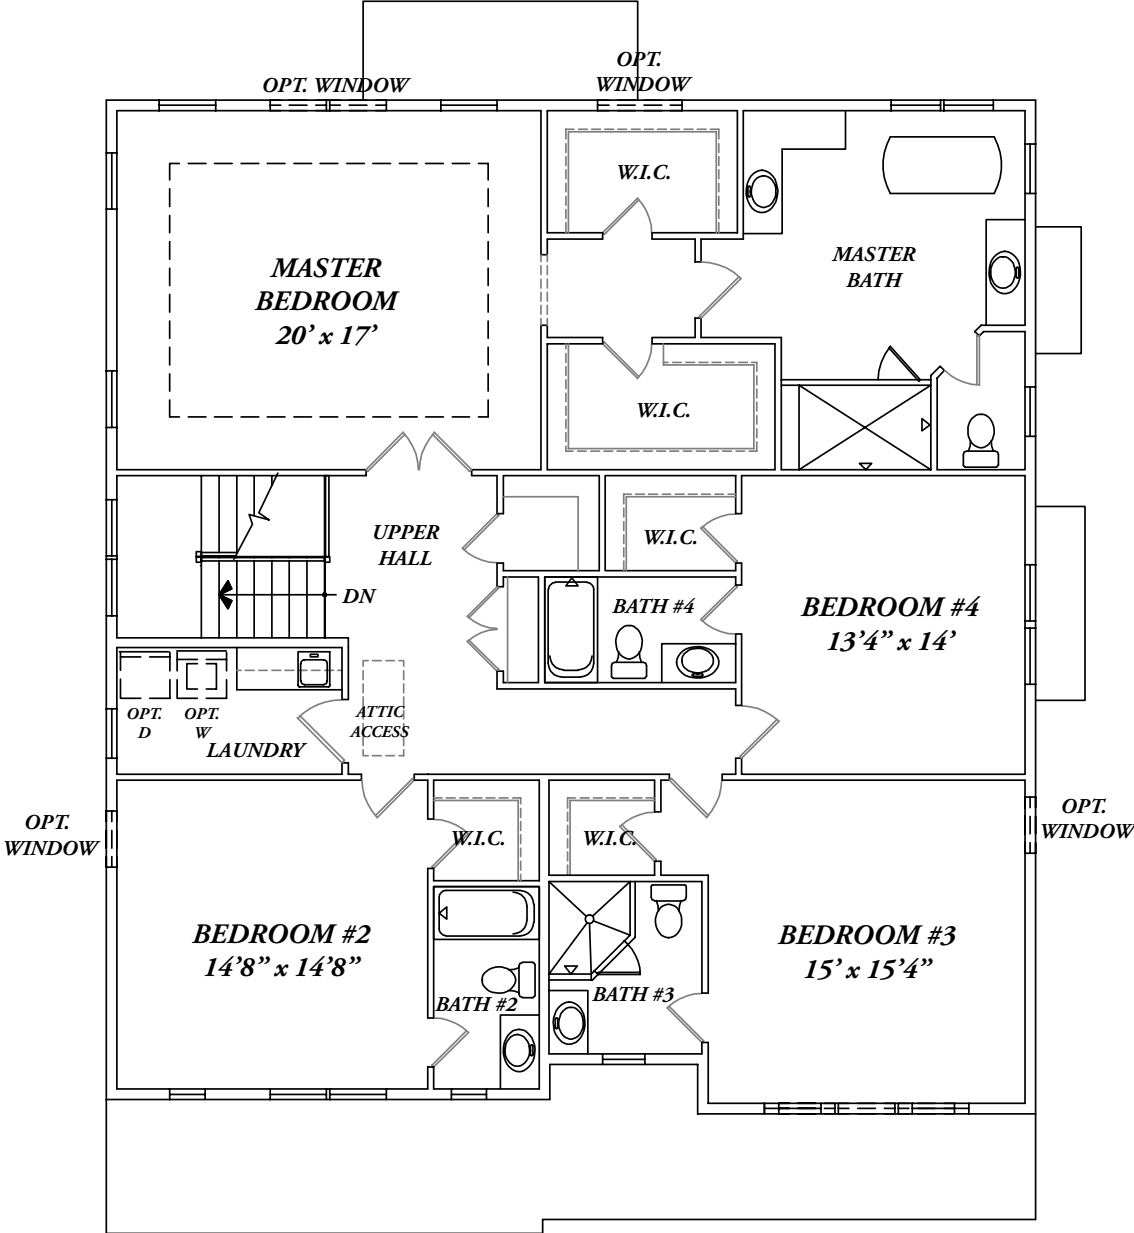 OPT. WINDOW
OPT.
WINDOW
W.I.C.
MASTER
BEDROOM
20’ x 17’
MASTER
BATH
W.I.C.
UPPER
HALL
W.I.C.
DN
BATH #4
BEDROOM #4
13’4” x 14’
OPT.
D
OPT.
W
LAUNDRY
ATTIC
ACCESS
OPT.
WINDOW
W.I.C.
W.I.C.
OPT.
WINDOW
BEDROOM #2
14’8” x 14’8”
BATH #2
BATH #3
BEDROOM #3
15’ x 15’4”